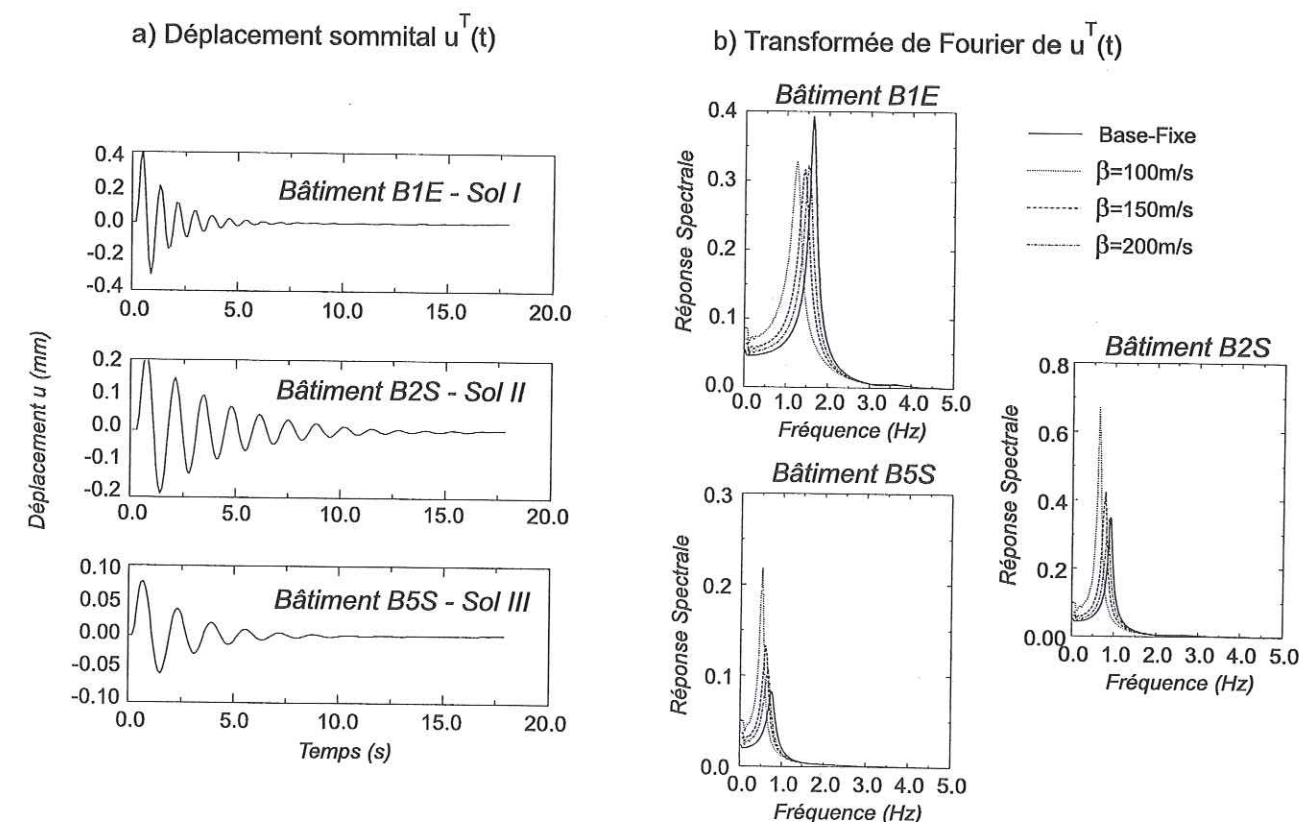 a) Déplacement sommital u^T(t)
b) Transformée de Fourier de u^T(t)
Déplacement u (mm)
0.4
0.2
0.0
-0.2
-0.4
Bâtiment B1E - Sol I
0.0 5.0 10.0 15.0 20.0
0.2
0.1
0.0
-0.1
-0.2
Bâtiment B2S - Sol II
0.0 5.0 10.0 15.0 20.0
0.10
0.05
0.00
-0.05
-0.10
Bâtiment B5S - Sol III
0.0 5.0 10.0 15.0 20.0
Temps (s)
Bâtiment B1E
Réponse Spectrale
0.4
0.3
0.2
0.1
0.0
0.0 1.0 2.0 3.0 4.0 5.0
Fréquence (Hz)
Base-Fixe
β=100m/s
β=150m/s
β=200m/s
Bâtiment B5S
Réponse Spectrale
0.3
0.2
0.1
0.0
0.0 1.0 2.0 3.0 4.0 5.0
Fréquence (Hz)
Bâtiment B2S
Réponse Spectrale
0.8
0.6
0.4
0.2
0.00
0.0 1.0 2.0 3.0 4.0 5.0
Fréquence (Hz)